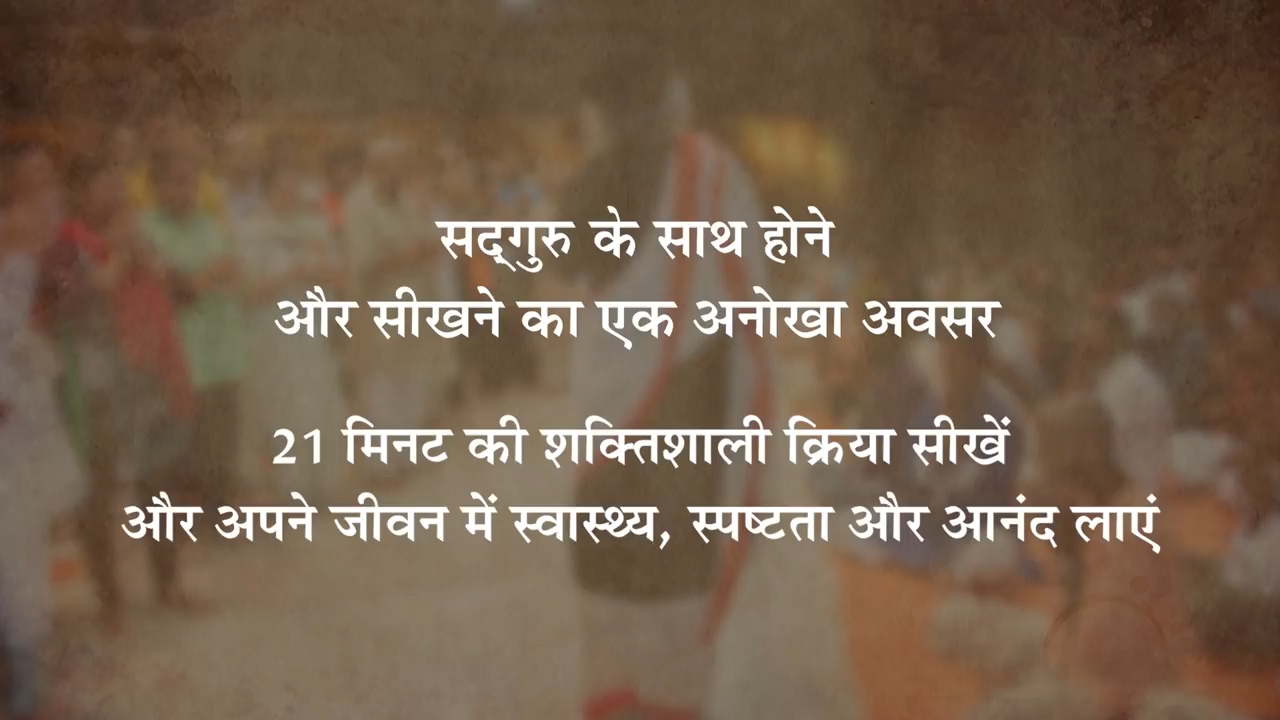 सद्‌गुरु के साथ होने
और सीखने का एक अनोखा अवसर
21 मिनट की शक्तिशाली क्रिया सीखें
और अपने जीवन में स्वास्थ्य, स्पष्टता और आनंद लाएं